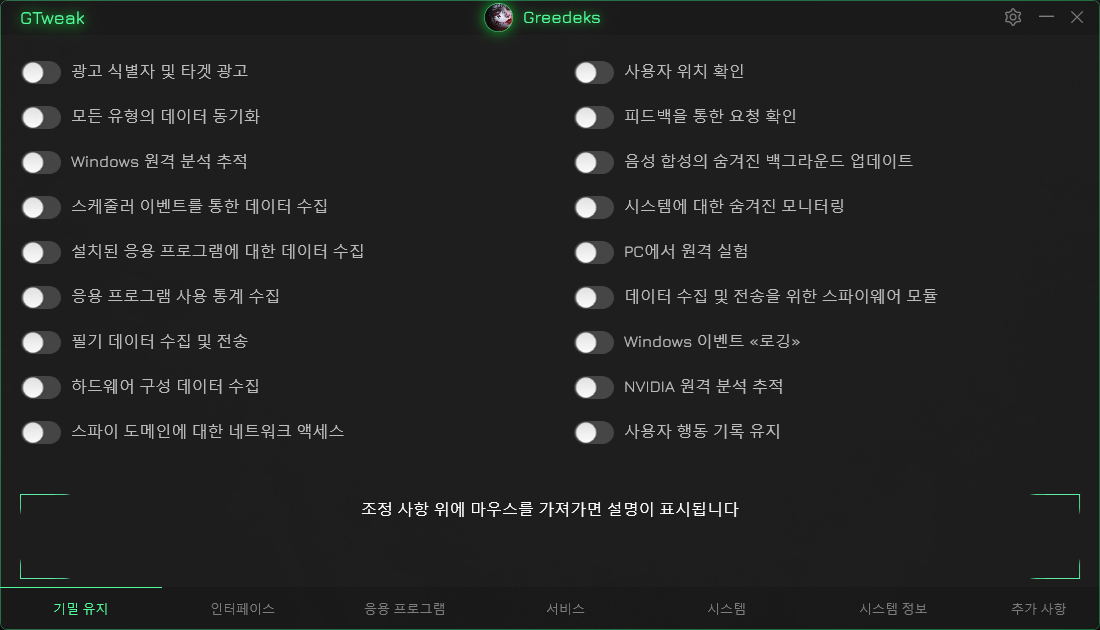 GTweak
Greedeks
광고 식별자 및 타겟 광고
모든 유형의 데이터 동기화
Windows 원격 분석 추적
스케줄러 이벤트를 통한 데이터 수집
설치된 응용 프로그램에 대한 데이터 수집
응용 프로그램 사용 통계 수집
필기 데이터 수집 및 전송
하드웨어 구성 데이터 수집
스파이 도메인에 대한 네트워크 액세스
사용자 위치 확인
피드백을 통한 요청 확인
음성 합성의 숨겨진 백그라운드 업데이트
시스템에 대한 숨겨진 모니터링
PC에서 원격 실험
데이터 수집 및 전송을 위한 스파이웨어 모듈
Windows 이벤트 «로깅»
NVIDIA 원격 분석 추적
사용자 행동 기록 유지
조정 사항 위에 마우스를 가져가면 설명이 표시됩니다
기밀 유지
인터페이스
응용 프로그램
서비스
시스템
시스템 정보
추가 사항